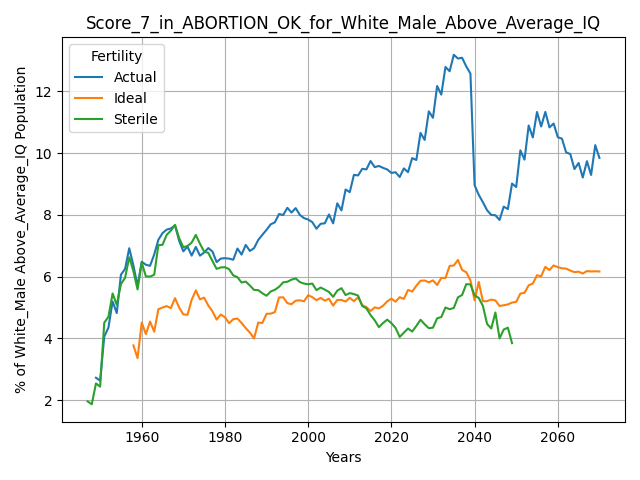 Score_7_in_ABORTION_OK_for_White_Male_Above_Average_IQ
% of White_Male Above_Average_IQ Population
Fertility
Actual
Ideal
Sterile
12
10
8
6
4
2
1960 1980 2000 2020 2040 2060
Years